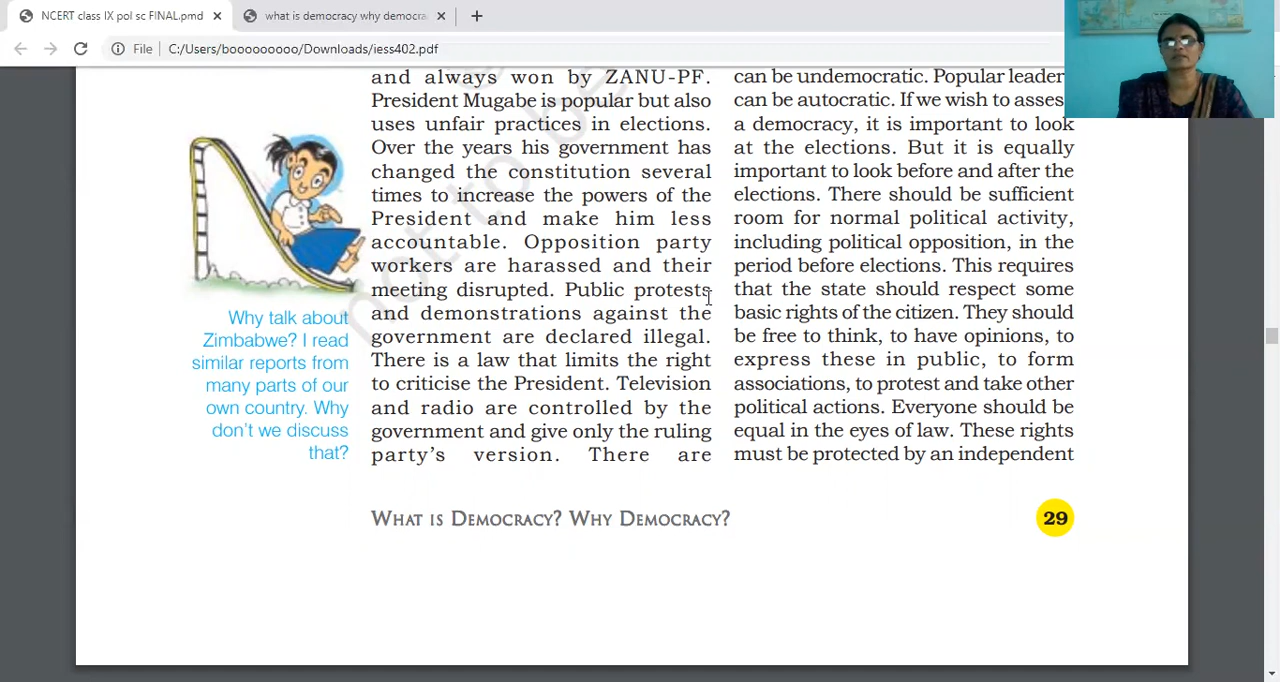 NCERT class IX pol sc FINAL.pmd
what is democracy why democra
File
C:/Users/booooooooo/Downloads/iess402.pdf
Why talk about
Zimbabwe? I read
similar reports from
many parts of our
own country. Why
don't we discuss
that?
and always won by ZANU-PF.
President Mugabe is popular but also
uses unfair practices in elections.
Over the years his government has
changed the constitution several
times to increase the powers of the
President and make him less
accountable. Opposition party
workers are harassed and their
meeting disrupted. Public protests
and demonstrations against the
government are declared illegal.
There is a law that limits the right
to criticise the President. Television
and radio are controlled by the
government and give only the ruling
party's version. There are
can be undemocratic. Popular leader
can be autocratic. If we wish to asses
a democracy, it is important to look
at the elections. But it is equally
important to look before and after the
elections. There should be sufficient
room for normal political activity,
including political opposition, in the
period before elections. This requires
that the state should respect some
basic rights of the citizen. They should
be free to think, to have opinions, to
express these in public, to form
associations, to protest and take other
political actions. Everyone should be
equal in the eyes of law. These rights
must be protected by an independent
not to be
WHAT IS DEMOCRACY? WHY DEMOCRACY?
29